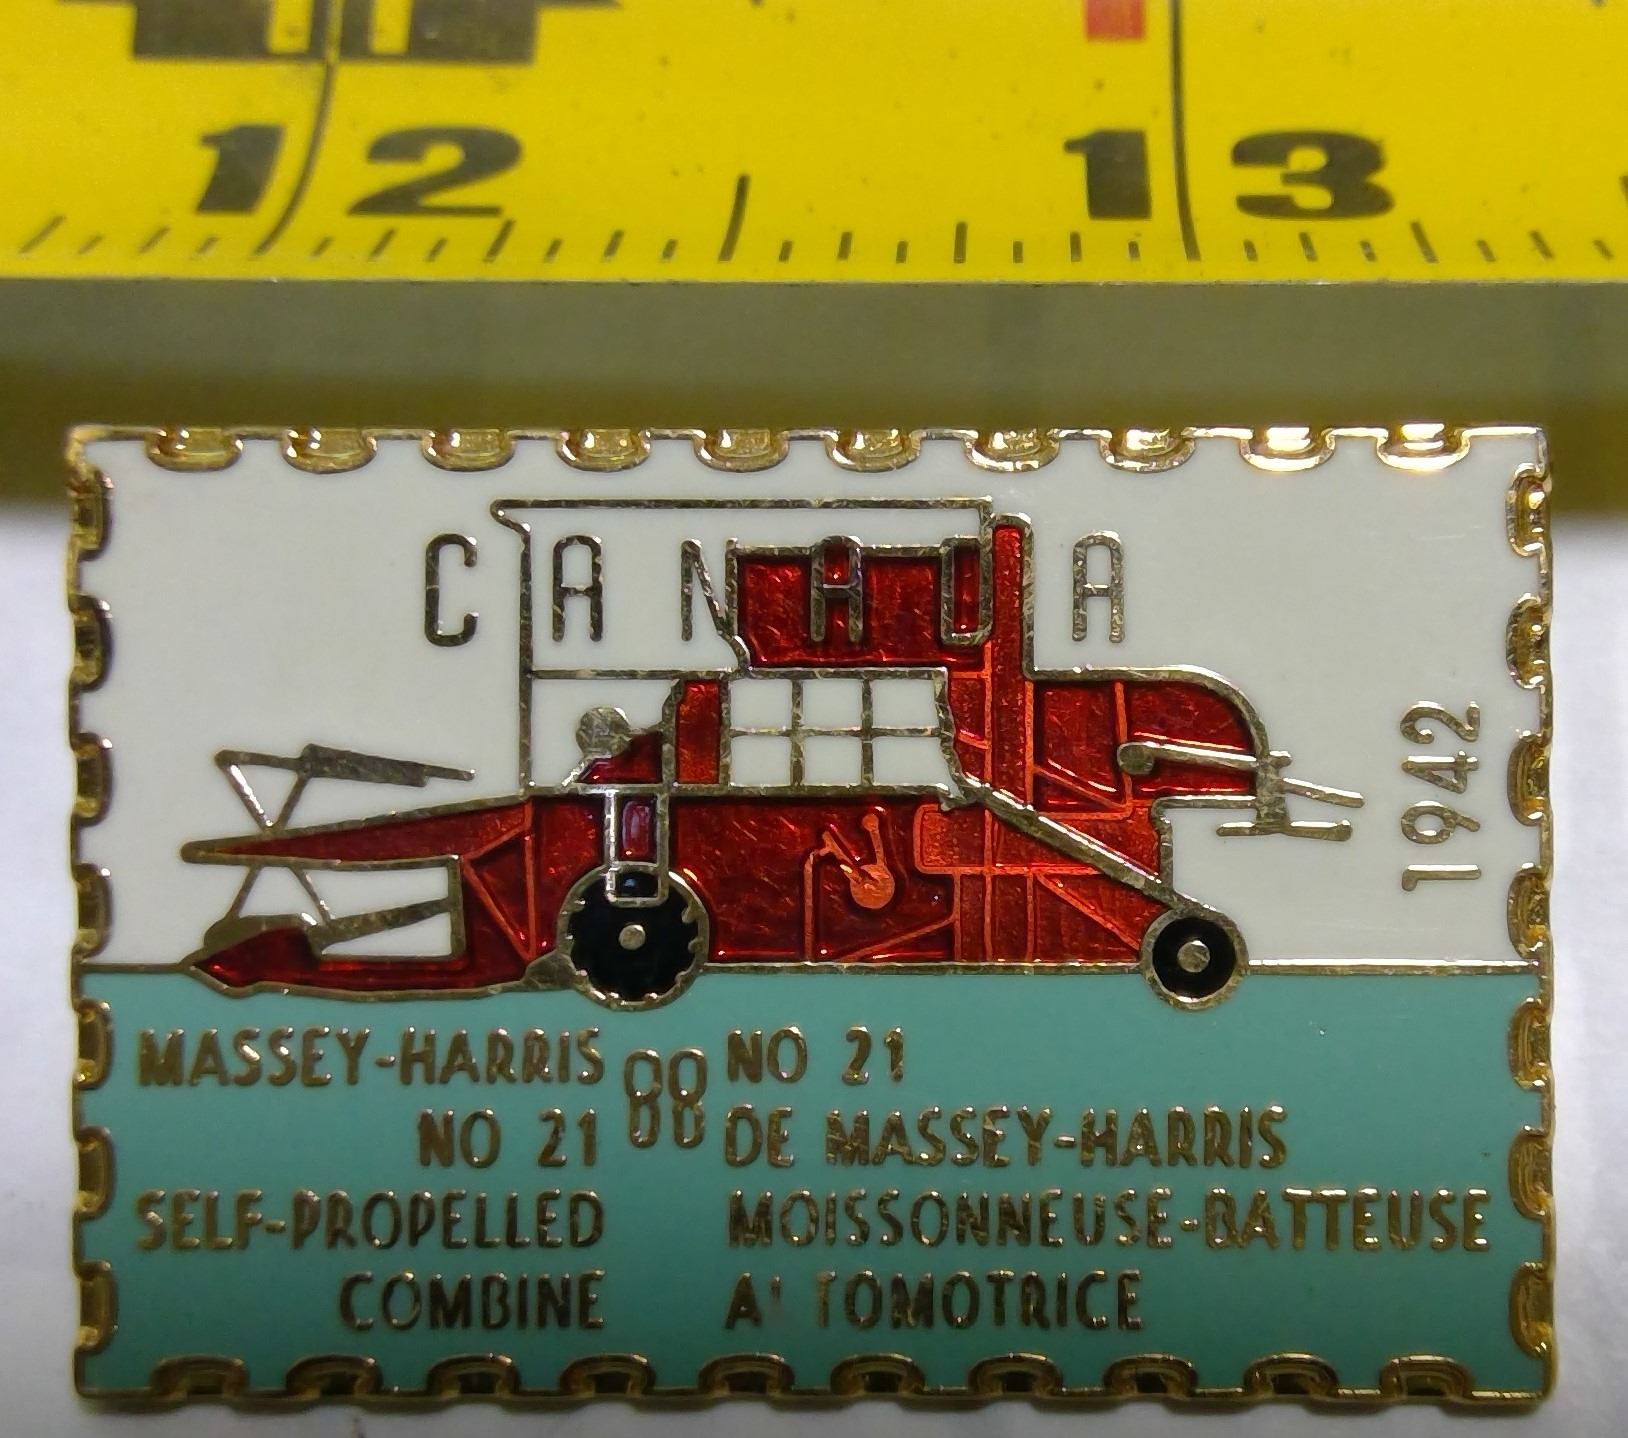 12 13
CANADA
1942
MASSEY-HARRIS
NO 21
SELF-PROPELLED
COMBINE
88
NO 21
DE MASSEY-HARRIS
MOISSONNEUSE-BATTEUSE
AUTOMOTRICE